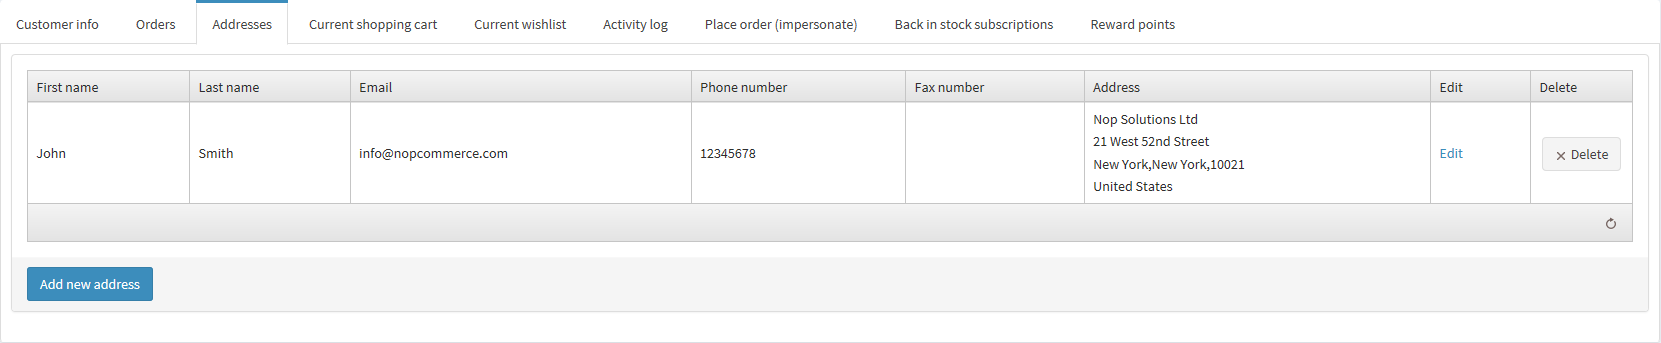 Customer info Orders Addresses Current shopping cart Current wishlist Activity log Place order (impersonate) Back in stock subscriptions Reward points
First name Last name Email Phone number Fax number Address Edit Delete
John Smith info@nopcommerce.com 12345678 Nop Solutions Ltd
21 West 52nd Street
New York,New York,10021
United States
Edit Delete
Add new address